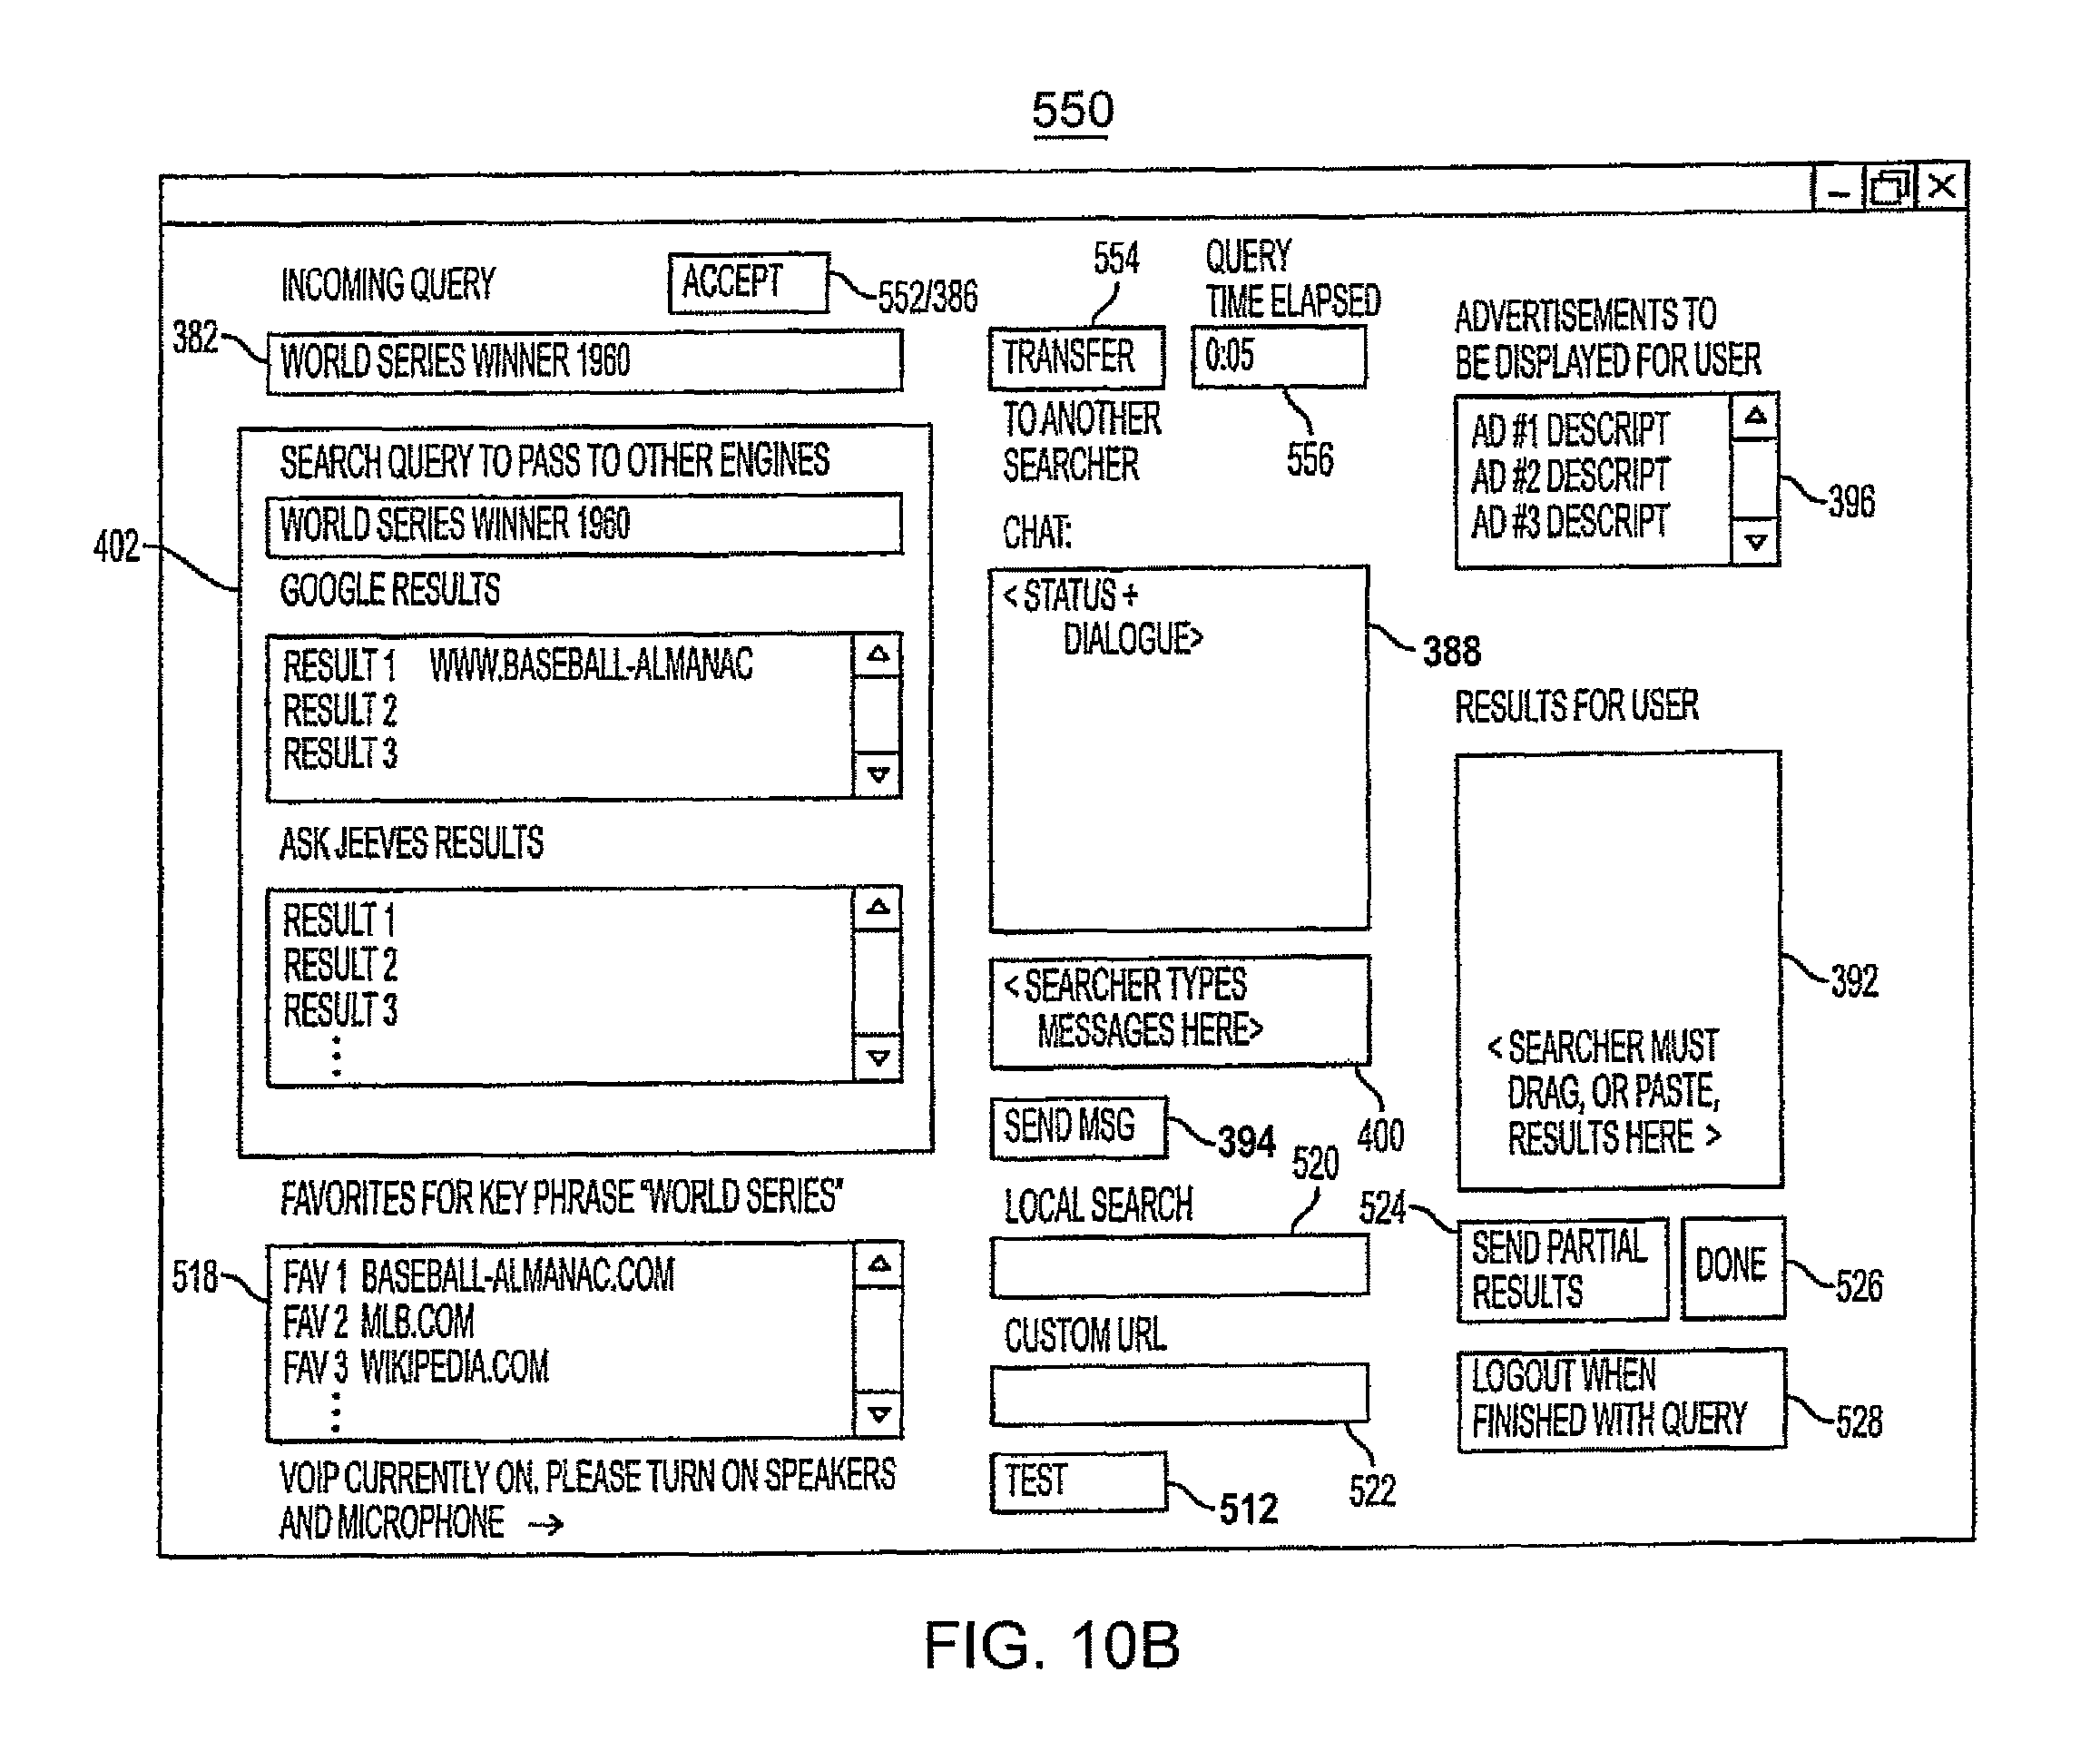 550
INCOMING QUERY
ACCEPT
552/386
382
WORLD SERIES WINNER 1960
402
SEARCH QUERY TO PASS TO OTHER ENGINES
WORLD SERIES WINNER 1960
GOOGLE RESULTS
RESULT 1 WWW.BASEBALL-ALMANAC
RESULT 2
RESULT 3
ASK JEEVES RESULTS
RESULT 1
RESULT 2
RESULT 3
FAVORITES FOR KEY PHRASE "WORLD SERIES"
518
FAV 1 BASEBALL-ALMANAC.COM
FAV 2 MLB.COM
FAV 3 WIKIPEDIA.COM
VOIP CURRENTLY ON. PLEASE TURN ON SPEAKERS
AND MICROPHONE →
554
TRANSFER
TO ANOTHER
SEARCHER
QUERY
TIME ELAPSED
0:05
556
CHAT:
< STATUS +
DIALOGUE>
388
< SEARCHER TYPES
MESSAGES HERE>
400
SEND MSG
394
LOCAL SEARCH
520
CUSTOM URL
522
TEST
512
ADVERTISEMENTS TO
BE DISPLAYED FOR USER
AD #1 DESCRIPT
AD #2 DESCRIPT
AD #3 DESCRIPT
396
RESULTS FOR USER
< SEARCHER MUST
DRAG, OR PASTE,
RESULTS HERE >
392
524
SEND PARTIAL
RESULTS
DONE
526
LOGOUT WHEN
FINISHED WITH QUERY
528
FIG. 10B